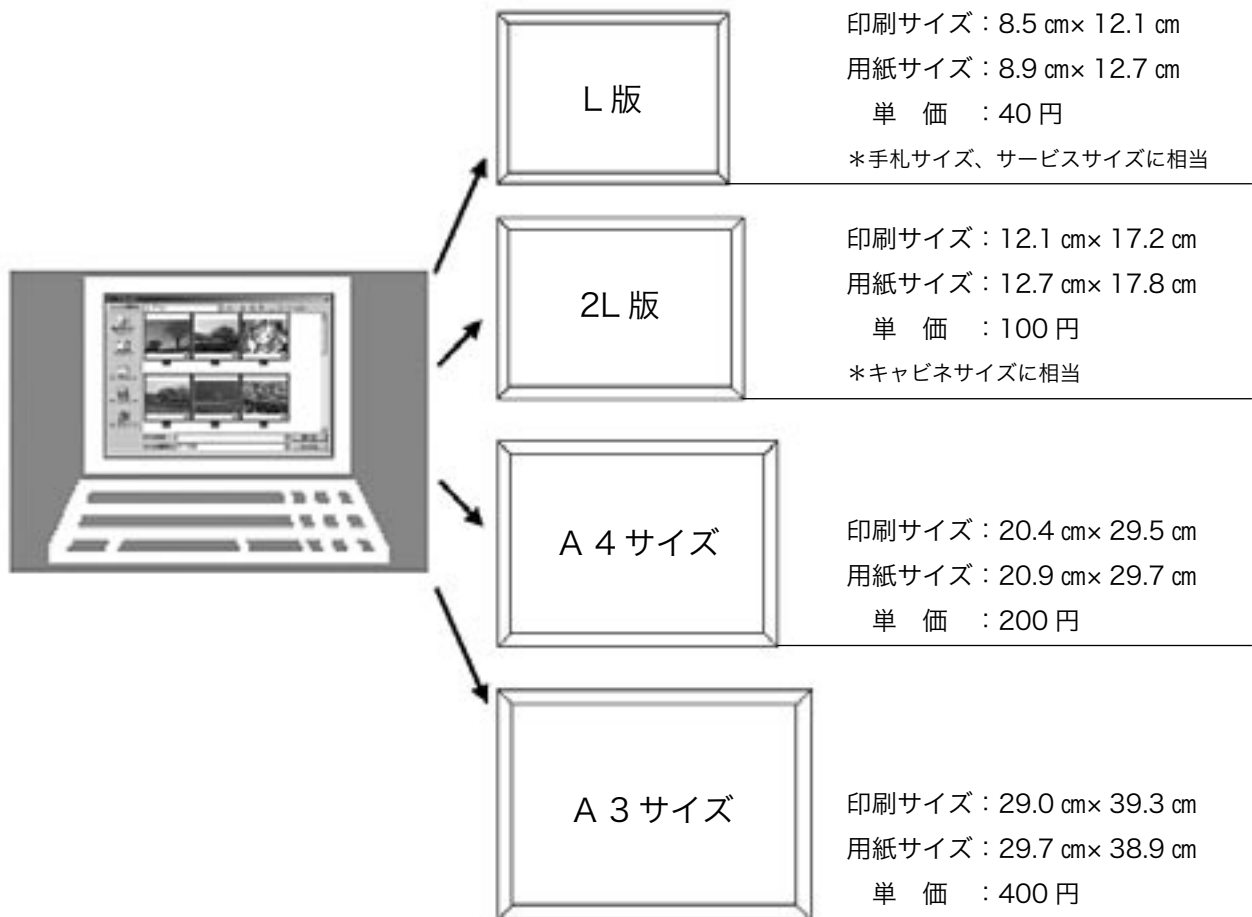 L 版
印刷サイズ：8.5 ㎝× 12.1 ㎝
用紙サイズ：8.9 ㎝× 12.7 ㎝
単　価　：40 円
＊手札サイズ、サービスサイズに相当
2L 版
印刷サイズ：12.1 ㎝× 17.2 ㎝
用紙サイズ：12.7 ㎝× 17.8 ㎝
単　価　：100 円
＊キャビネサイズに相当
A 4 サイズ
印刷サイズ：20.4 ㎝× 29.5 ㎝
用紙サイズ：20.9 ㎝× 29.7 ㎝
単　価　：200 円
A 3 サイズ
印刷サイズ：29.0 ㎝× 39.3 ㎝
用紙サイズ：29.7 ㎝× 38.9 ㎝
単　価　：400 円